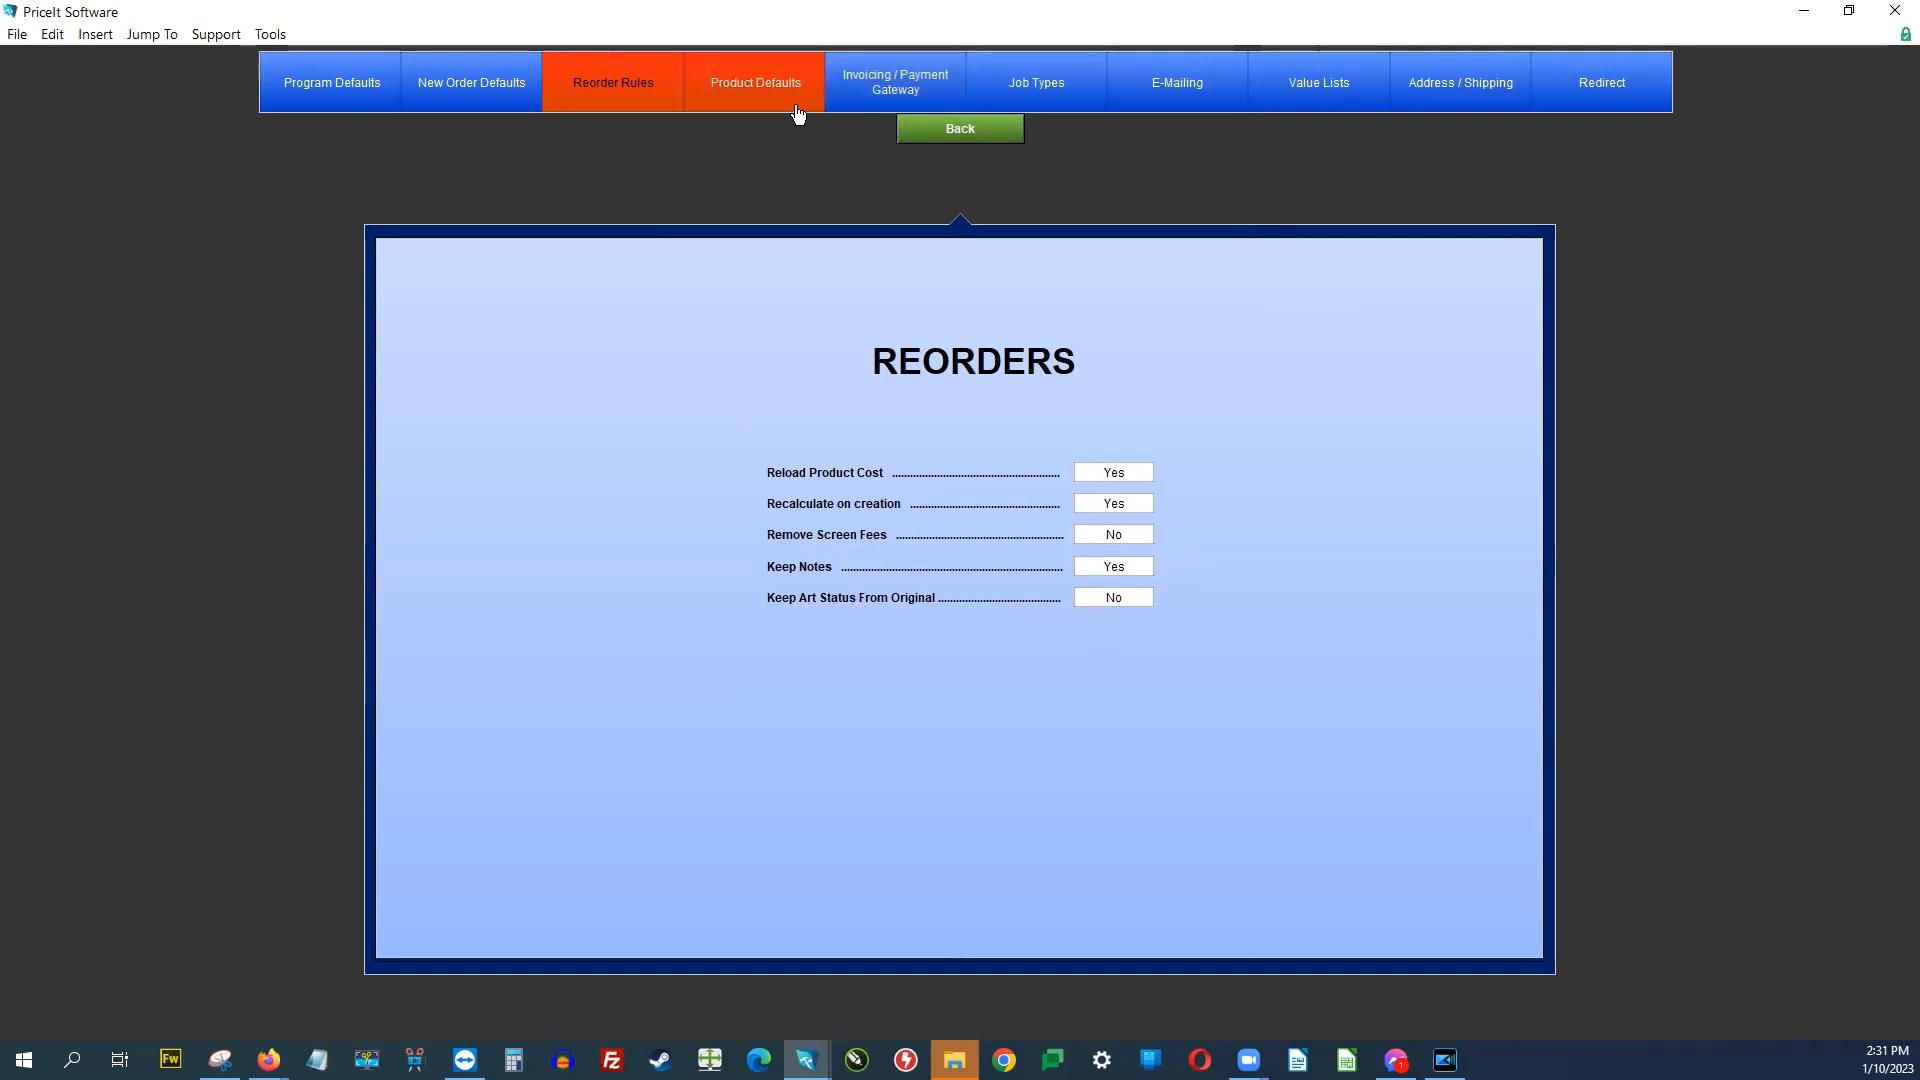 PriceIt Software
File Edit Insert Jump To Support Tools
Program Defaults New Order Defaults Reorder Rules Product Defaults Invoicing / Payment Gateway Job Types E-Mailing Value Lists Address / Shipping Redirect
Back
REORDERS
Reload Product Cost ........................................................ Yes
Recalculate on creation .................................................. Yes
Remove Screen Fees ........................................................ No
Keep Notes .......................................................................... Yes
Keep Art Status From Original ......................................... No
Fw
FZ
1
2:31 PM
1/10/2023